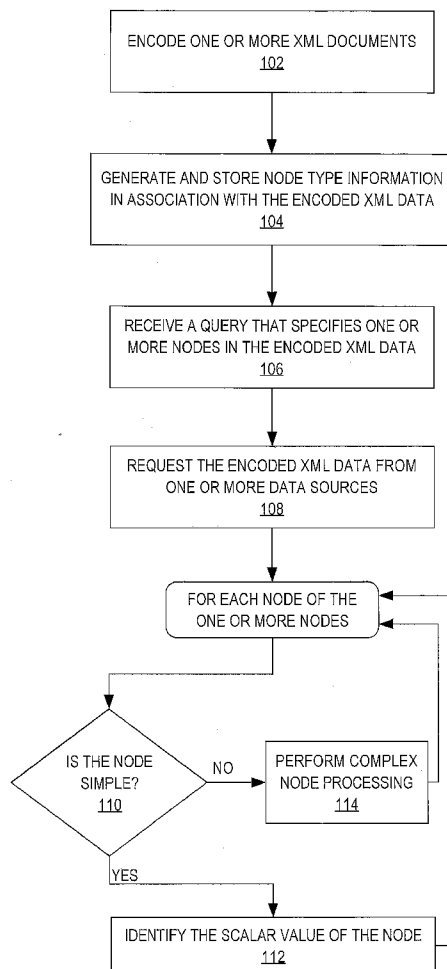 ENCODE ONE OR MORE XML DOCUMENTS
102
GENERATE AND STORE NODE TYPE INFORMATION
IN ASSOCIATION WITH THE ENCODED XML DATA
104
RECEIVE A QUERY THAT SPECIFIES ONE OR
MORE NODES IN THE ENCODED XML DATA
106
REQUEST THE ENCODED XML DATA FROM
ONE OR MORE DATA SOURCES
108
FOR EACH NODE OF THE
ONE OR MORE NODES
IS THE NODE
SIMPLE?
110
NO
PERFORM COMPLEX
NODE PROCESSING
114
YES
IDENTIFY THE SCALAR VALUE OF THE NODE
112